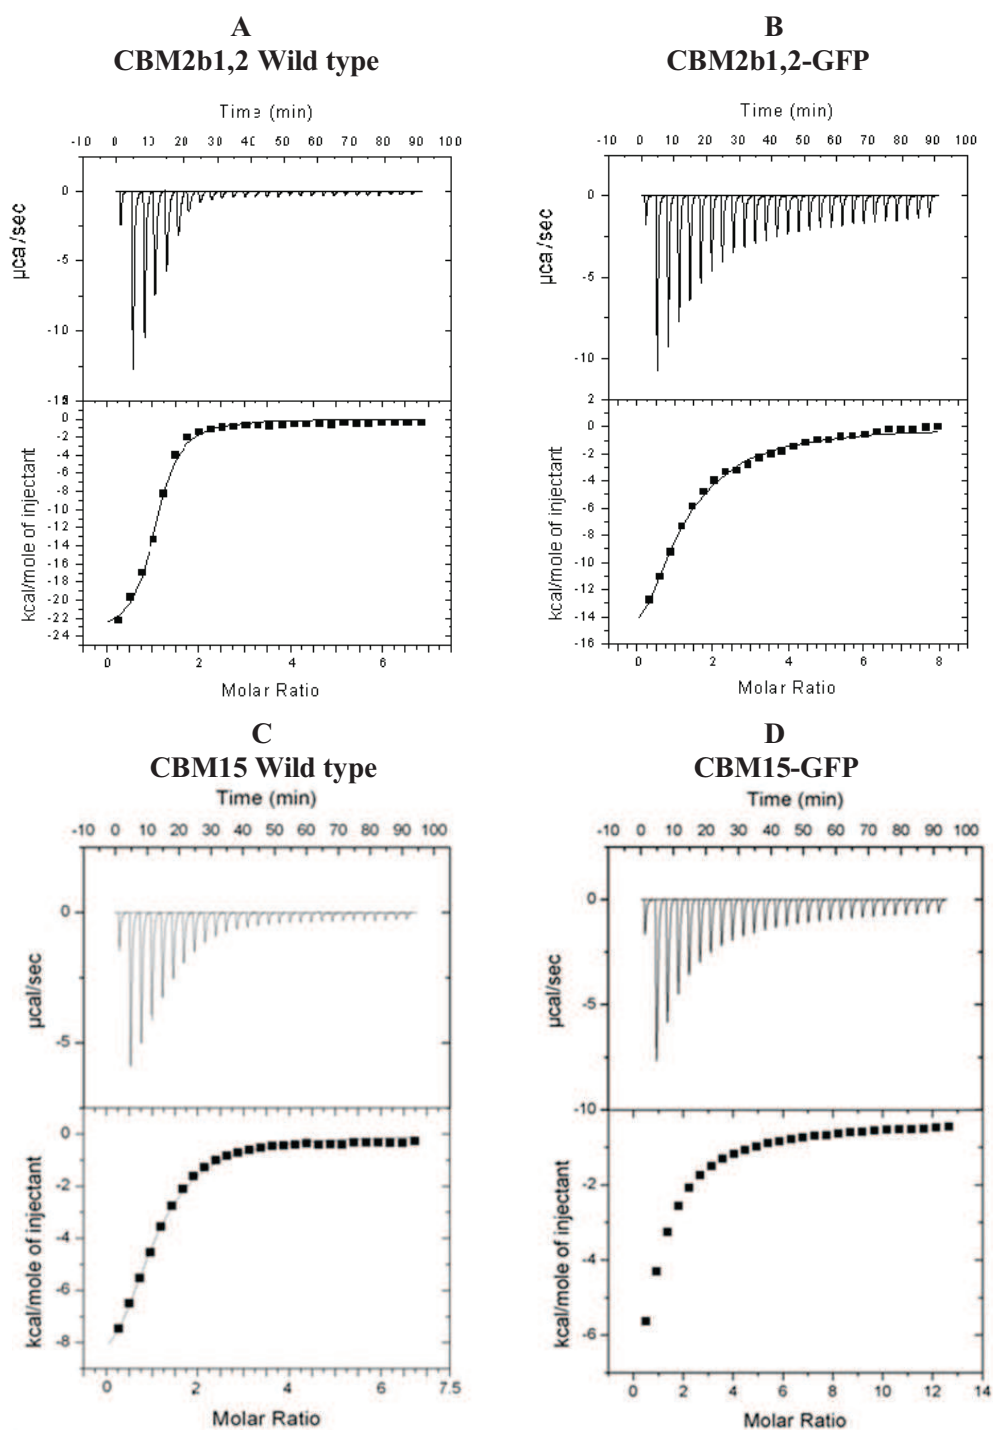 A
CBM2b1,2 Wild type
Time (min)
-10 0 10 20 30 40 50 60 70 80 90 100
0
-5
-10
µcal/sec
0
-2
-4
-6
-8
-10
-12
-14
-16
-18
-20
-22
-24
kcal/mole of injectant
0 2 4 6
Molar Ratio
B
CBM2b1,2-GFP
Time (min)
-10 0 10 20 30 40 50 60 70 80 90 100
0
-5
-10
µcal/sec
2
0
-2
-4
-6
-8
-10
-12
-14
-16
kcal/mole of injectant
0 2 4 6 8
Molar Ratio
C
CBM15 Wild type
Time (min)
-10 0 10 20 30 40 50 60 70 80 90 100
0
-5
µcal/sec
0
-2
-4
-6
-8
kcal/mole of injectant
0 2 4 6 7.5
Molar Ratio
D
CBM15-GFP
Time (min)
-10 0 10 20 30 40 50 60 70 80 90 100
0
-5
-10
µcal/sec
-2
-4
-6
kcal/mole of injectant
0 2 4 6 8 10 12 14
Molar Ratio